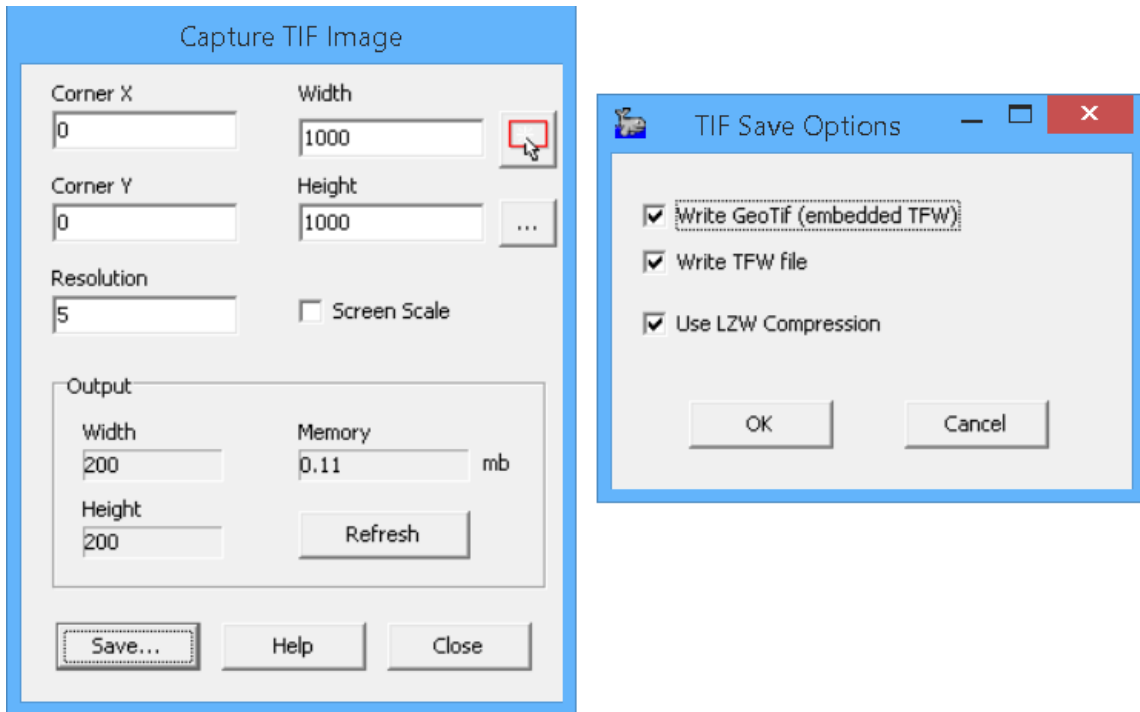 Capture TIF Image
Corner X
Width
0
1000
Corner Y
Height
0
1000
...
Resolution
5
Screen Scale
Output
Width
Memory
200
0.11
mb
Height
200
Refresh
Save...
Help
Close
TIF Save Options
Write GeoTif (embedded TFW)
Write TFW file
Use LZW Compression
OK
Cancel